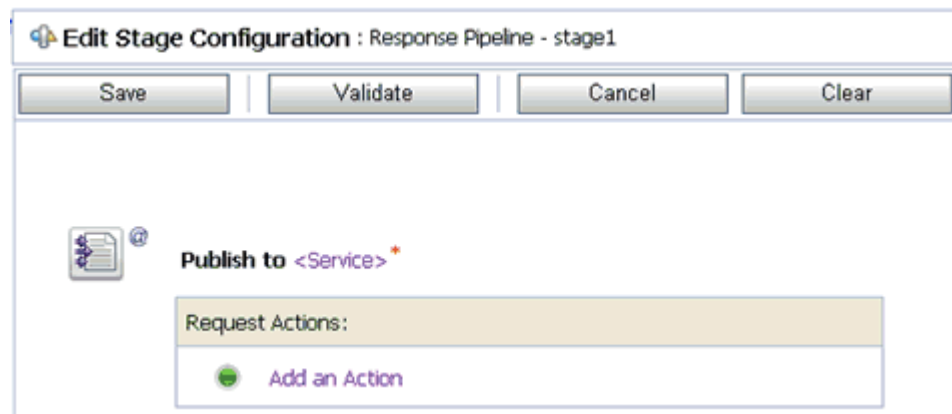 Edit Stage Configuration : Response Pipeline - stage1
Save Validate Cancel Clear
@
Publish to <Service>*
Request Actions:
Add an Action